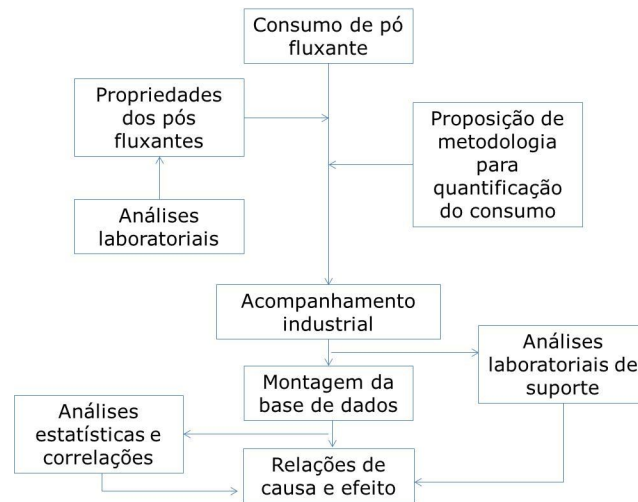 Consumo de pó
fluxante
Propriedades
dos pós
fluxantes
Proposição de
metodologia
para
quantificação
do consumo
Análises
laboratoriais
Acompanhamento
industrial
Análises
laboratoriais de
suporte
Montagem da
base de dados
Análises
estatísticas e
correlações
Relações de
causa e efeito